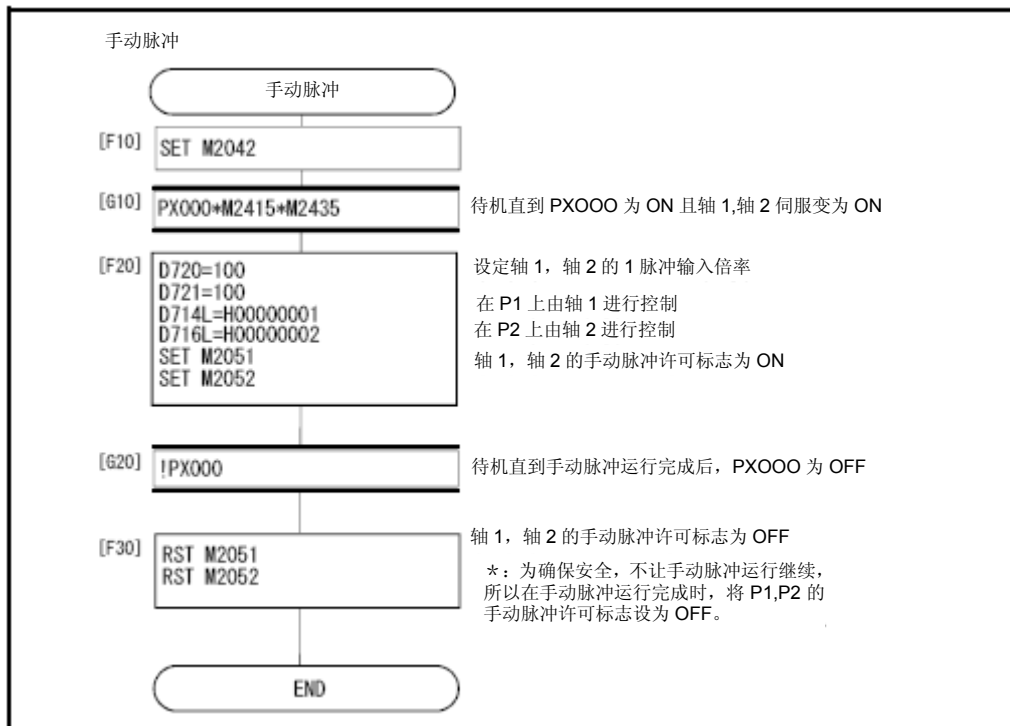 手动脉冲
手动脉冲
[F10] SET M2042
[G10] PX000*M2415*M2435 待机直到 PXOOO 为 ON 且轴 1,轴 2 伺服变为 ON
[F20] D720=100 设定轴 1，轴 2 的 1 脉冲输入倍率
D721=100
D714L=H00000001 在 P1 上由轴 1 进行控制
D716L=H00000002 在 P2 上由轴 2 进行控制
SET M2051 轴 1，轴 2 的手动脉冲许可标志为 ON
SET M2052
[G20] !PX000 待机直到手动脉冲运行完成后，PXOOO 为 OFF
[F30] RST M2051 轴 1，轴 2 的手动脉冲许可标志为 OFF
RST M2052
*：为确保安全，不让手动脉冲运行继续，
所以在手动脉冲运行完成时，将 P1,P2 的
手动脉冲许可标志设为 OFF。
END